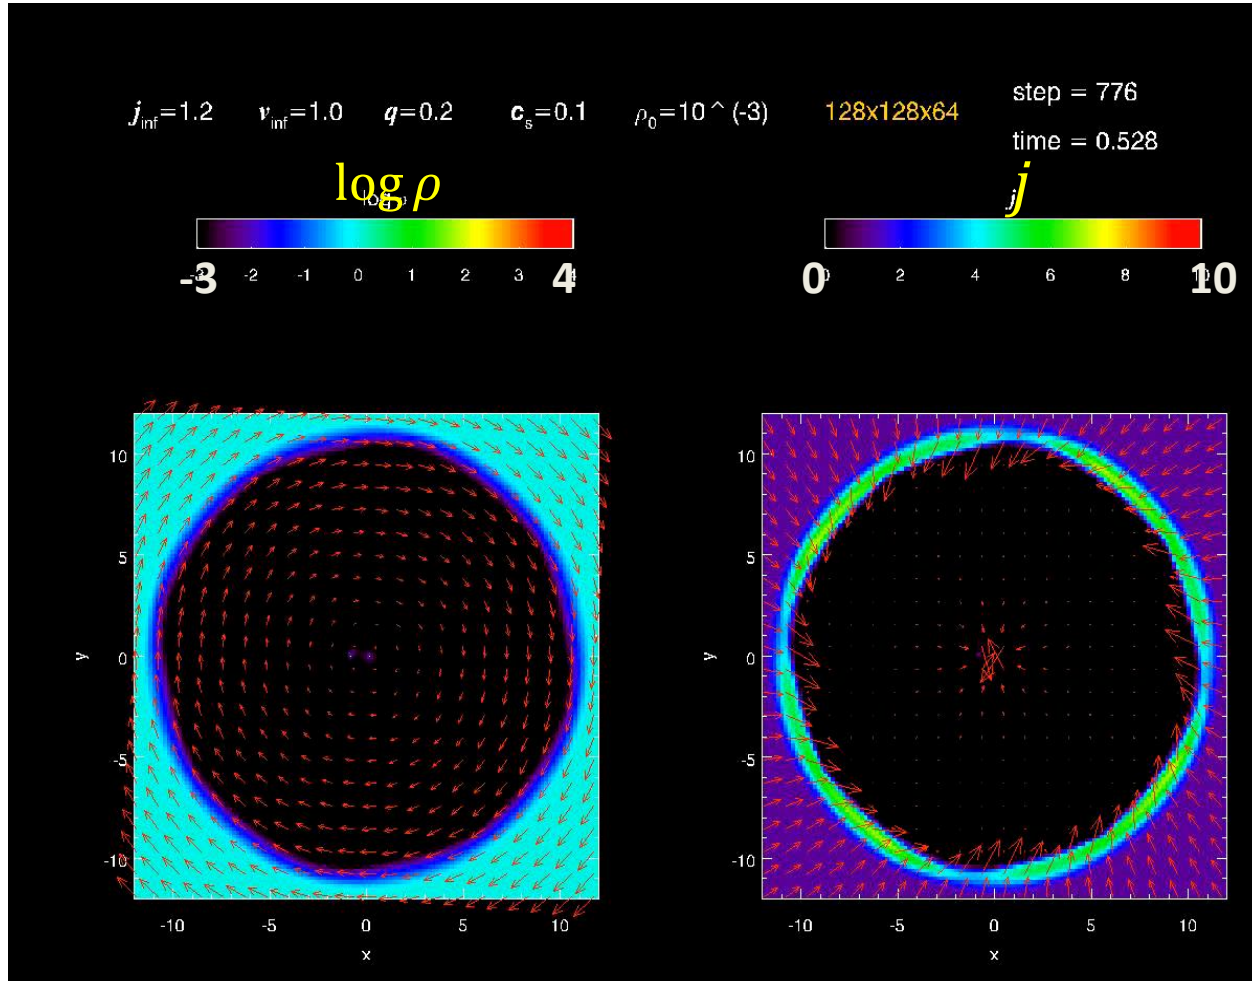 step = 776
j_inf=1.2 v_inf=1.0 q=0.2 c_s=0.1 ρ_0=10^(-3) 128x128x64
time = 0.528
log ρ j
-3 -2 -1 0 1 2 3 4 0 2 4 6 8 10
10 10
5 5
y 0 y 0
-5 -5
-10 -10
-10 -5 0 5 10 -10 -5 0 5 10
x x